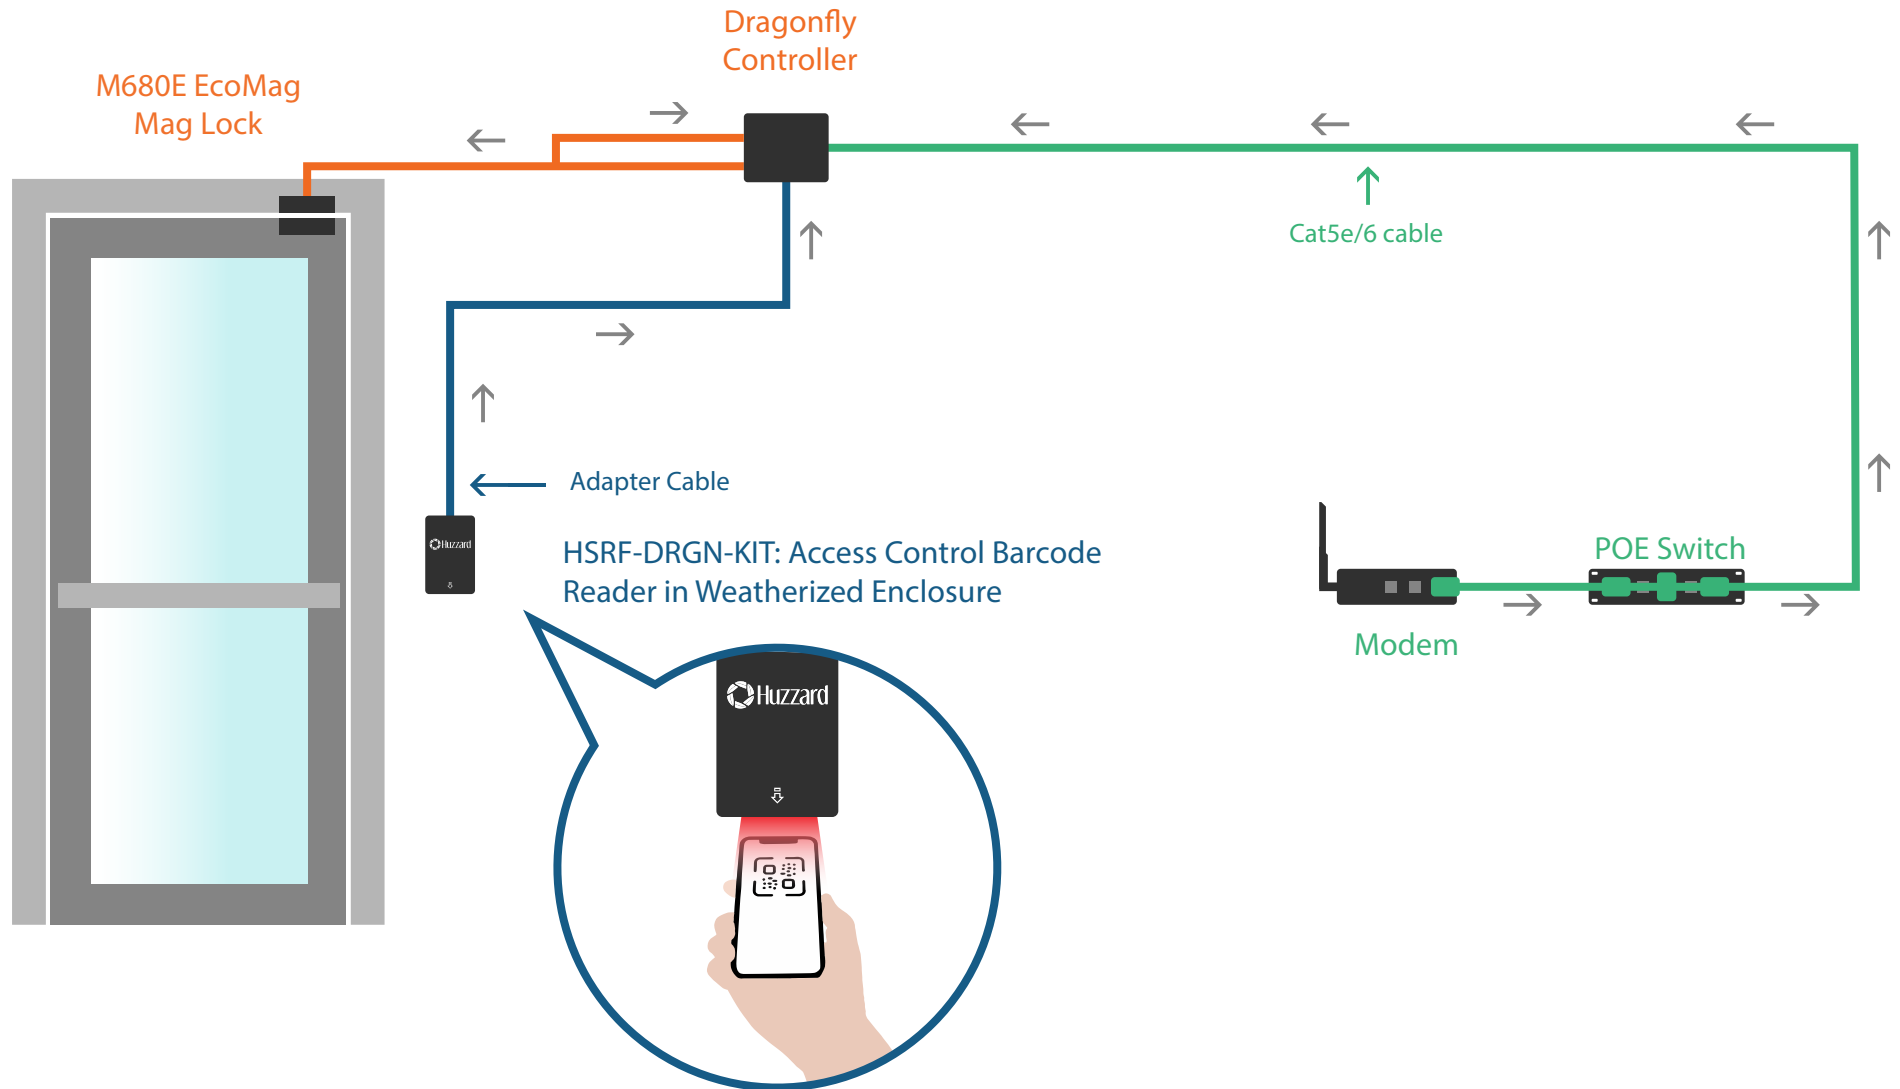 Dragonfly
Controller
M680E EcoMag
Mag Lock
Cat5e/6 cable
Adapter Cable
Huzzard
HSRF-DRGN-KIT: Access Control Barcode
Reader in Weatherized Enclosure
POE Switch
Modem
Huzzard